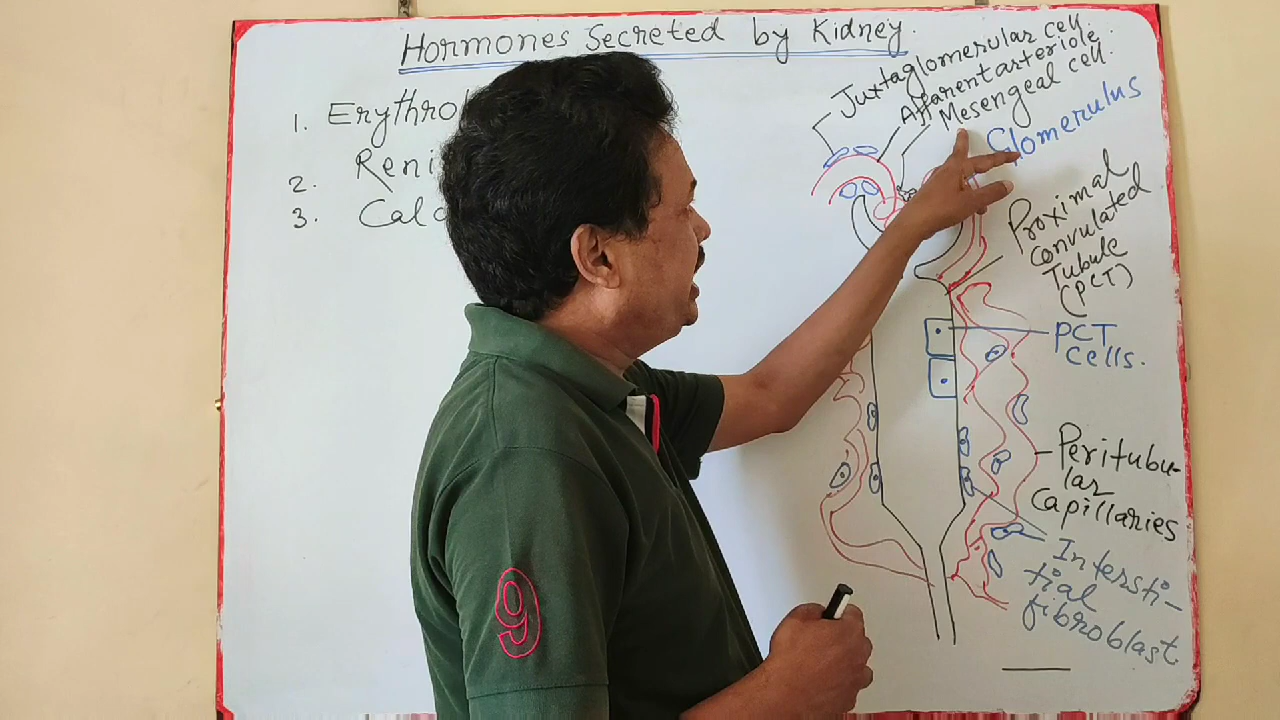 Hormones Secreted by Kidney.
1. Erythro
2. Reni
3. Calc
Juxtaglomerular cell.
Afferent arteriole.
Mesengeal cell.
Glomerulus
Proximal
convulated
Tubule
(PCT)
PCT
cells.
Peritubu-
lar
capillaries
Intersti-
tial
fibroblast
9